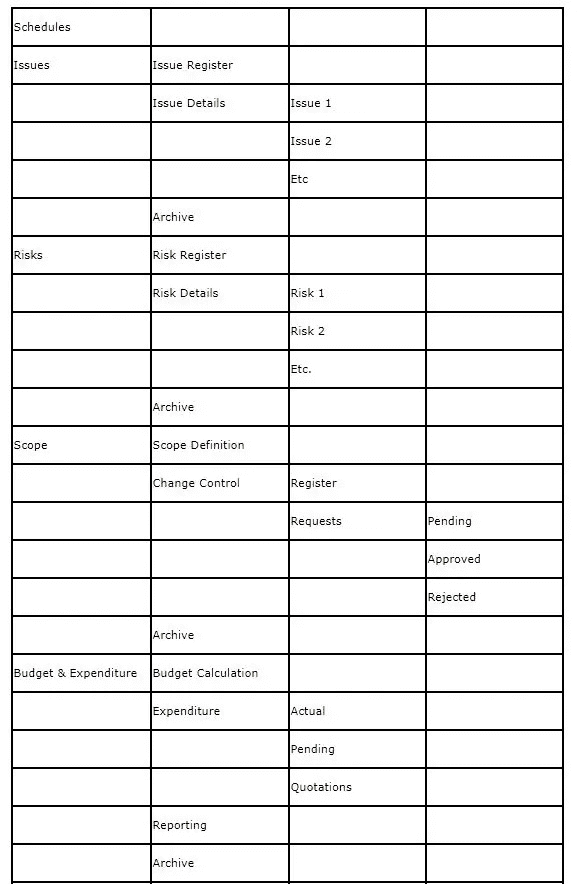 Schedules
Issues Issue Register
Issue Details Issue 1
Issue 2
Etc
Archive
Risks Risk Register
Risk Details Risk 1
Risk 2
Etc.
Archive
Scope Scope Definition
Change Control Register
Requests Pending
Approved
Rejected
Archive
Budget & Expenditure Budget Calculation
Expenditure Actual
Pending
Quotations
Reporting
Archive